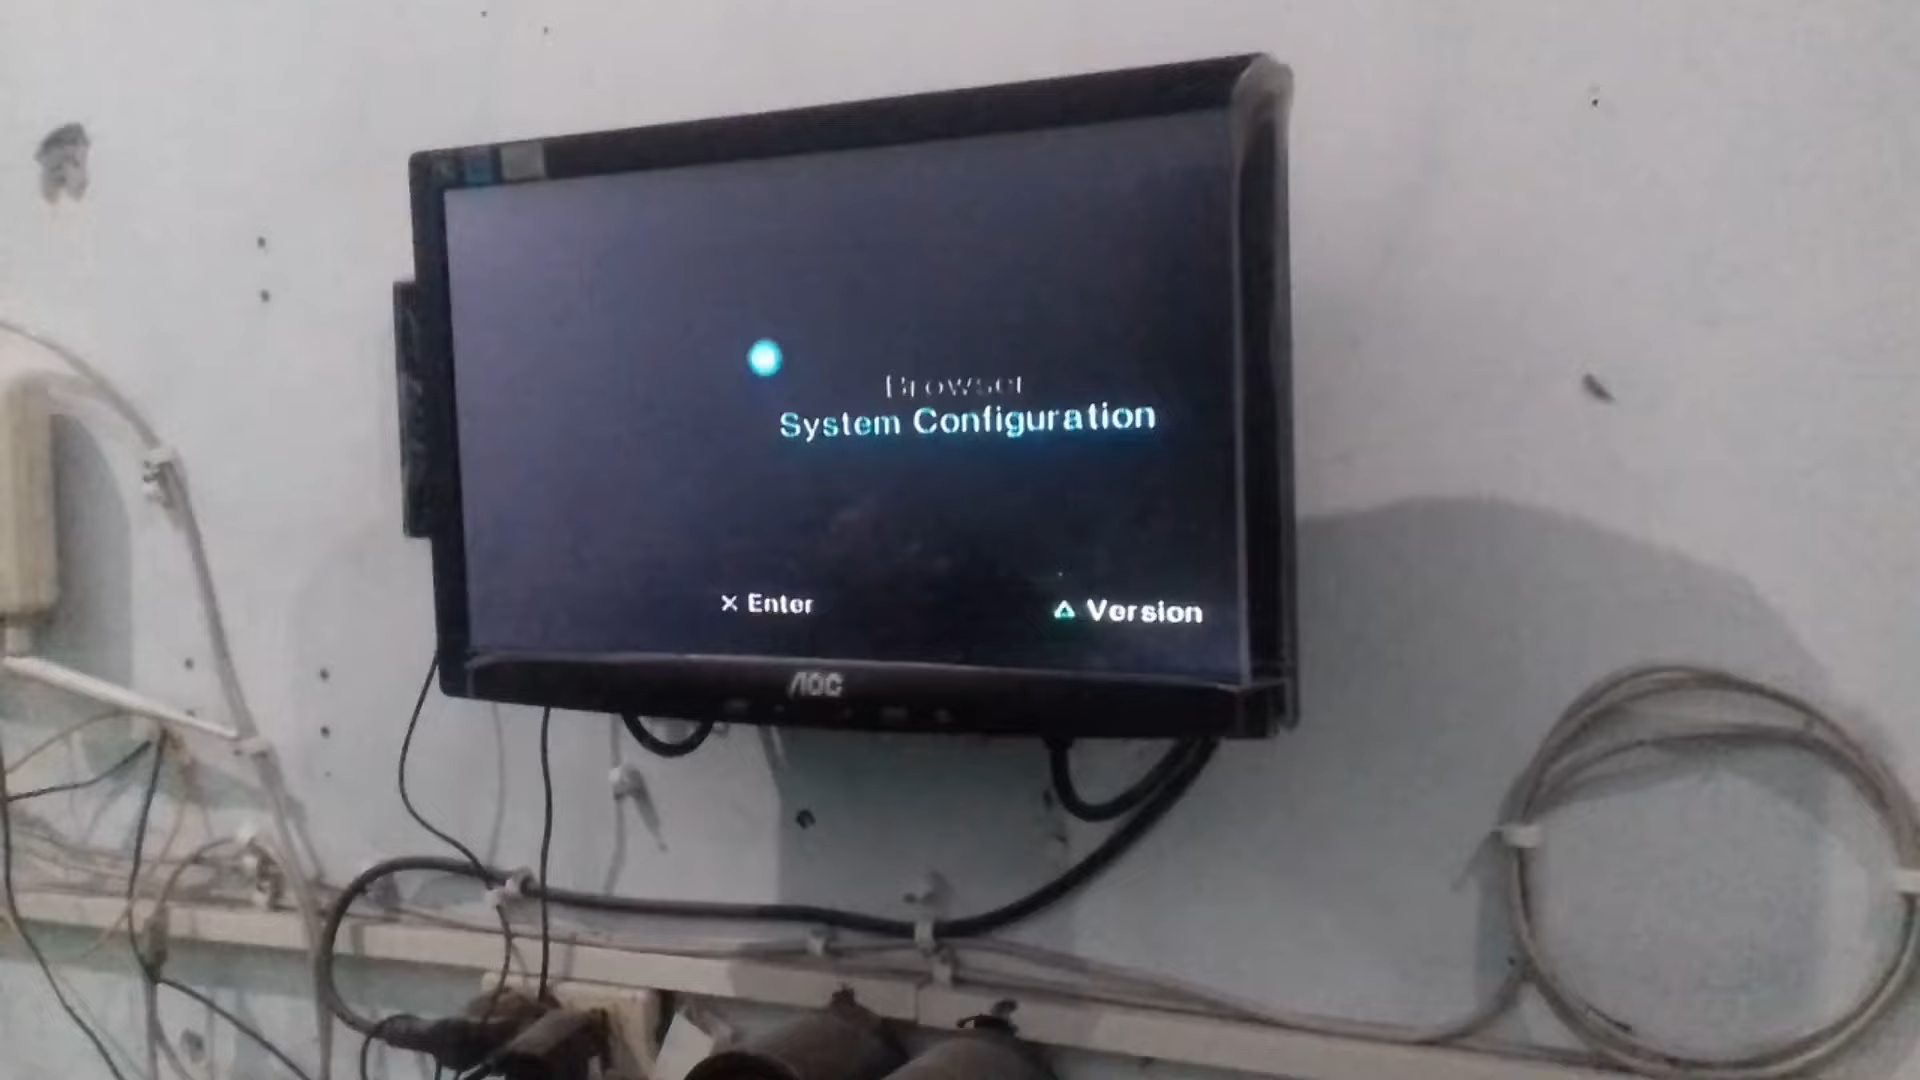 Browser
System Configuration
× Enter
△ Version
AOC